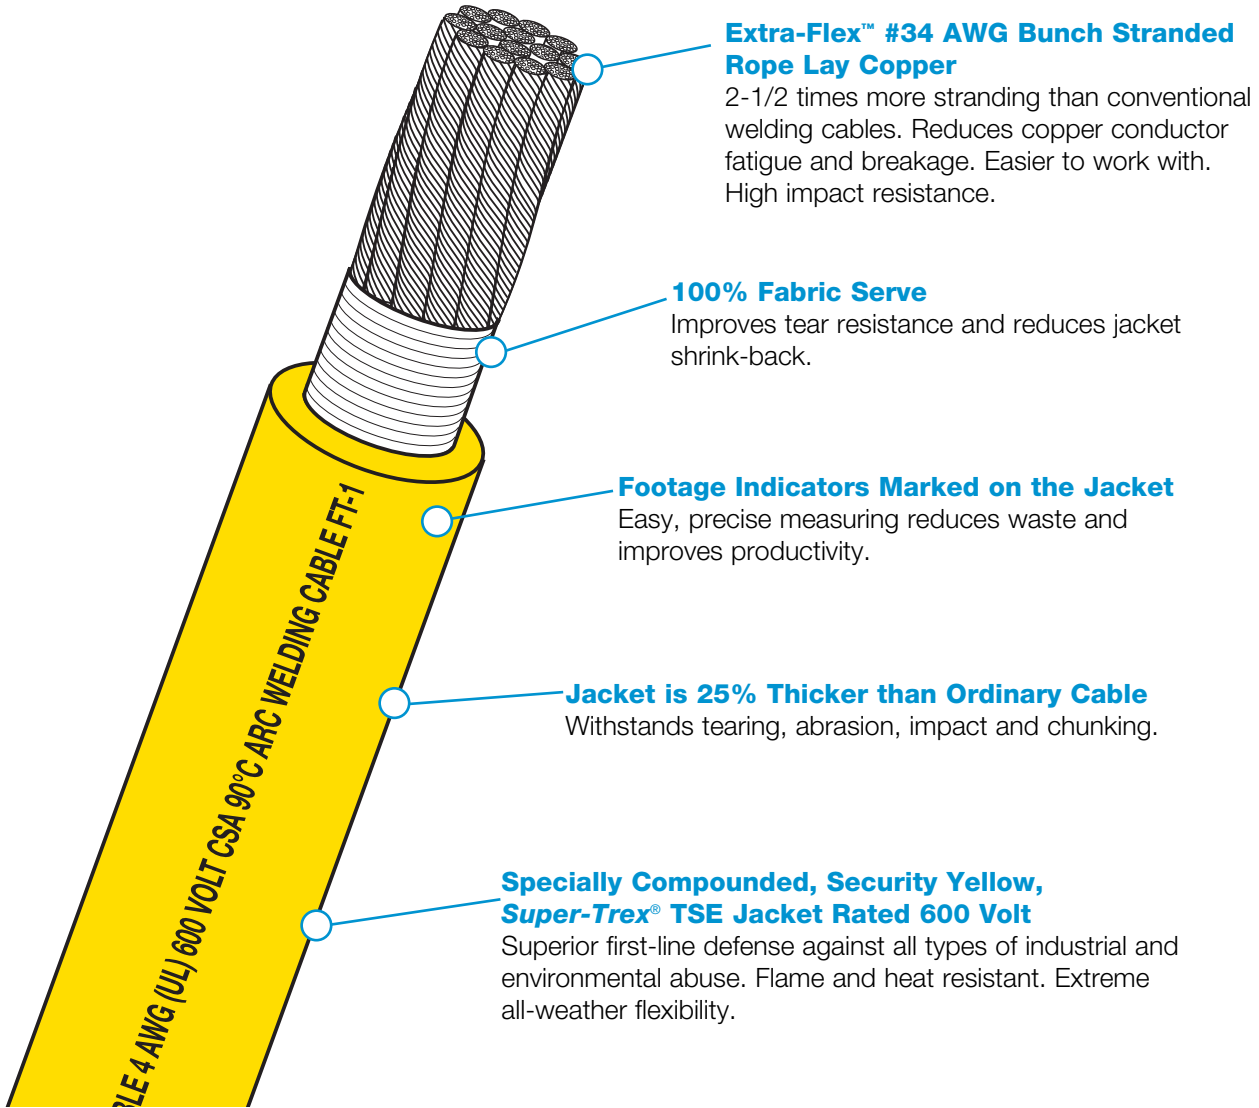 Extra-Flex™ #34 AWG Bunch Stranded
Rope Lay Copper
2-1/2 times more stranding than conventional
welding cables. Reduces copper conductor
fatigue and breakage. Easier to work with.
High impact resistance.
100% Fabric Serve
Improves tear resistance and reduces jacket
shrink-back.
Footage Indicators Marked on the Jacket
Easy, precise measuring reduces waste and
improves productivity.
Jacket is 25% Thicker than Ordinary Cable
Withstands tearing, abrasion, impact and chunking.
Specially Compounded, Security Yellow,
Super-Trex® TSE Jacket Rated 600 Volt
Superior first-line defense against all types of industrial and
environmental abuse. Flame and heat resistant. Extreme
all-weather flexibility.
4 AWG (UL) 600 VOLT CSA 90°C ARC WELDING CABLE FT-1